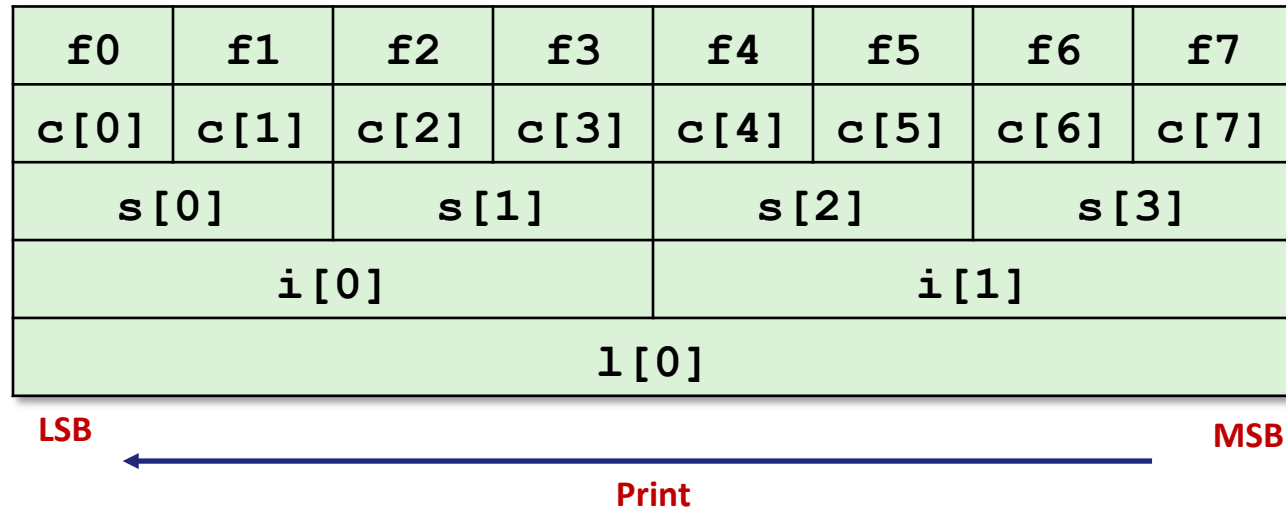 f0 f1 f2 f3 f4 f5 f6 f7
c[0] c[1] c[2] c[3] c[4] c[5] c[6] c[7]
s[0] s[1] s[2] s[3]
i[0] i[1]
l[0]
LSB MSB
Print